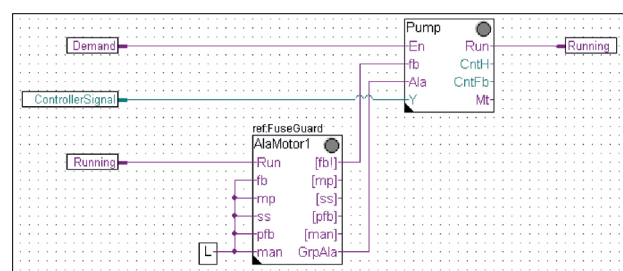 Pump
Demand
En Run
Running
fb CntH
Ala CntFb
ControllerSignal
Y Mt
ref:FuseGuard
AlaMotor1
Running
Run [fb!]
fb [mp]
mp [ss]
ss [pfb]
pfb [man]
L
man GrpAla